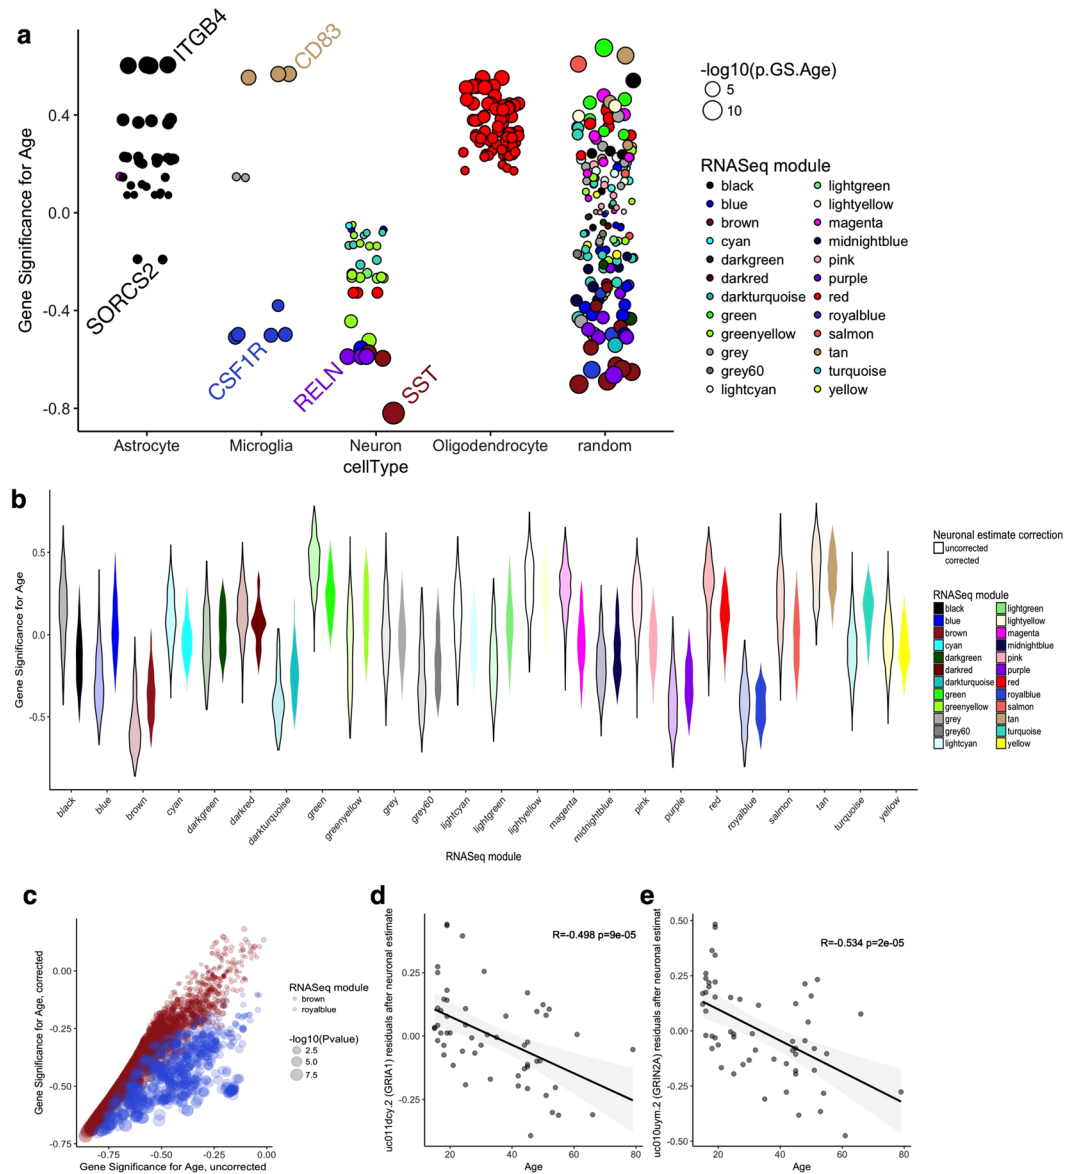 a
ITGB4
CD83
SORCS2
CSF1R
RELN
SST
Gene Significance for Age
0.4
0.0
-0.4
-0.8
Astrocyte
Microglia
Neuron
Oligodendrocyte
random
cellType
-log10(p.GS.Age)
5
10
RNASeq module
black
blue
brown
cyan
darkgreen
darkred
darkturquoise
green
greenyellow
grey
grey60
lightcyan
lightgreen
lightyellow
magenta
midnightblue
pink
purple
red
royalblue
salmon
tan
turquoise
yellow
b
Gene Significance for Age
0.5
0.0
-0.5
black
blue
brown
cyan
darkgreen
darkred
darkturquoise
green
greenyellow
grey
grey60
lightcyan
lightgreen
lightyellow
magenta
midnightblue
pink
purple
red
royalblue
salmon
tan
turquoise
yellow
RNASeq module
Neuronal estimate correction
uncorrected
corrected
RNASeq module
black
blue
brown
cyan
darkgreen
darkred
darkturquoise
green
greenyellow
grey
grey60
lightcyan
lightgreen
lightyellow
magenta
midnightblue
pink
purple
red
royalblue
salmon
tan
turquoise
yellow
c
Gene Significance for Age, corrected
0.00
-0.25
-0.50
-0.75
-0.75
-0.50
-0.25
0.00
Gene Significance for Age, uncorrected
RNASeq module
brown
royalblue
-log10(Pvalue)
2.5
5.0
7.5
d
uc011dcy.2 (GRIA1) residuals after neuronal estimate
0.25
0.00
-0.25
R=-0.498 p=9e-05
20
40
60
80
Age
e
uc010uym.2 (GRIN2A) residuals after neuronal estimat
0.50
0.25
0.00
-0.25
-0.50
R=-0.534 p=2e-05
20
40
60
80
Age